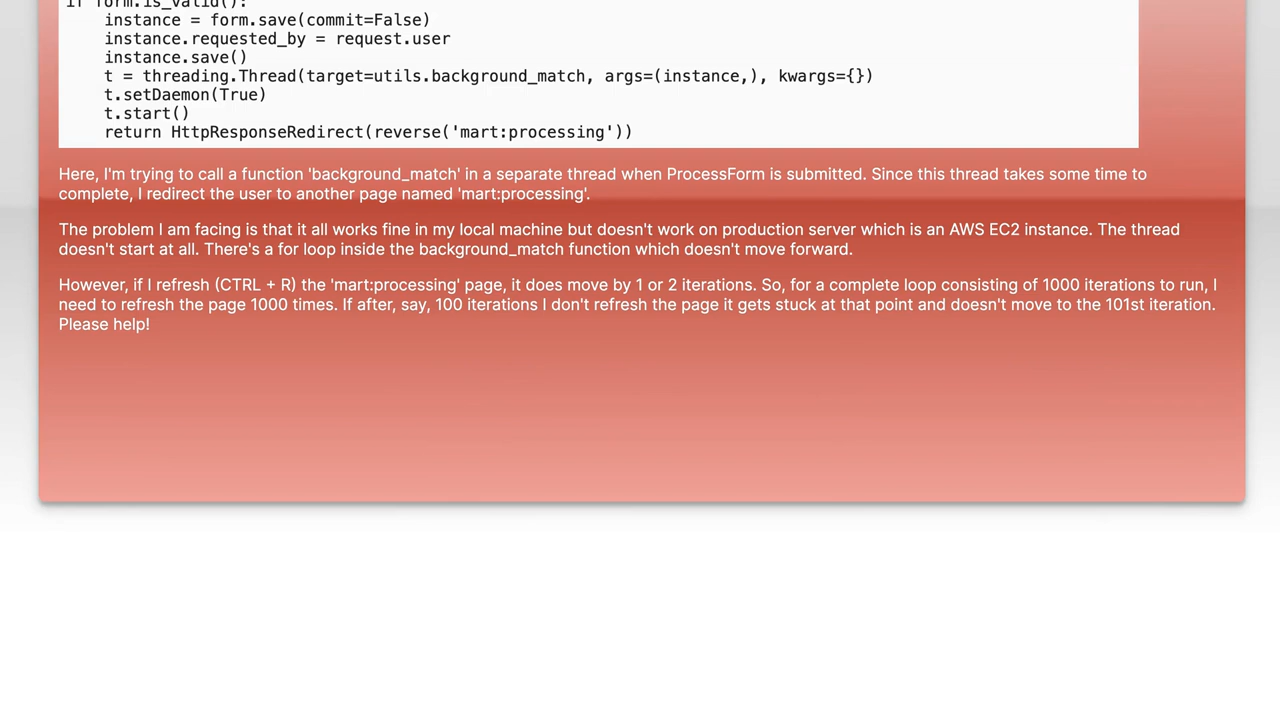 if form.is_valid():
    instance = form.save(commit=False)
    instance.requested_by = request.user
    instance.save()
    t = threading.Thread(target=utils.background_match, args=(instance,), kwargs={})
    t.setDaemon(True)
    t.start()
    return HttpResponseRedirect(reverse('mart:processing'))
Here, I'm trying to call a function 'background_match' in a separate thread when ProcessForm is submitted. Since this thread takes some time to
complete, I redirect the user to another page named 'mart:processing'.
The problem I am facing is that it all works fine in my local machine but doesn't work on production server which is an AWS EC2 instance. The thread
doesn't start at all. There's a for loop inside the background_match function which doesn't move forward.
However, if I refresh (CTRL + R) the 'mart:processing' page, it does move by 1 or 2 iterations. So, for a complete loop consisting of 1000 iterations to run, I
need to refresh the page 1000 times. If after, say, 100 iterations I don't refresh the page it gets stuck at that point and doesn't move to the 101st iteration.
Please help!